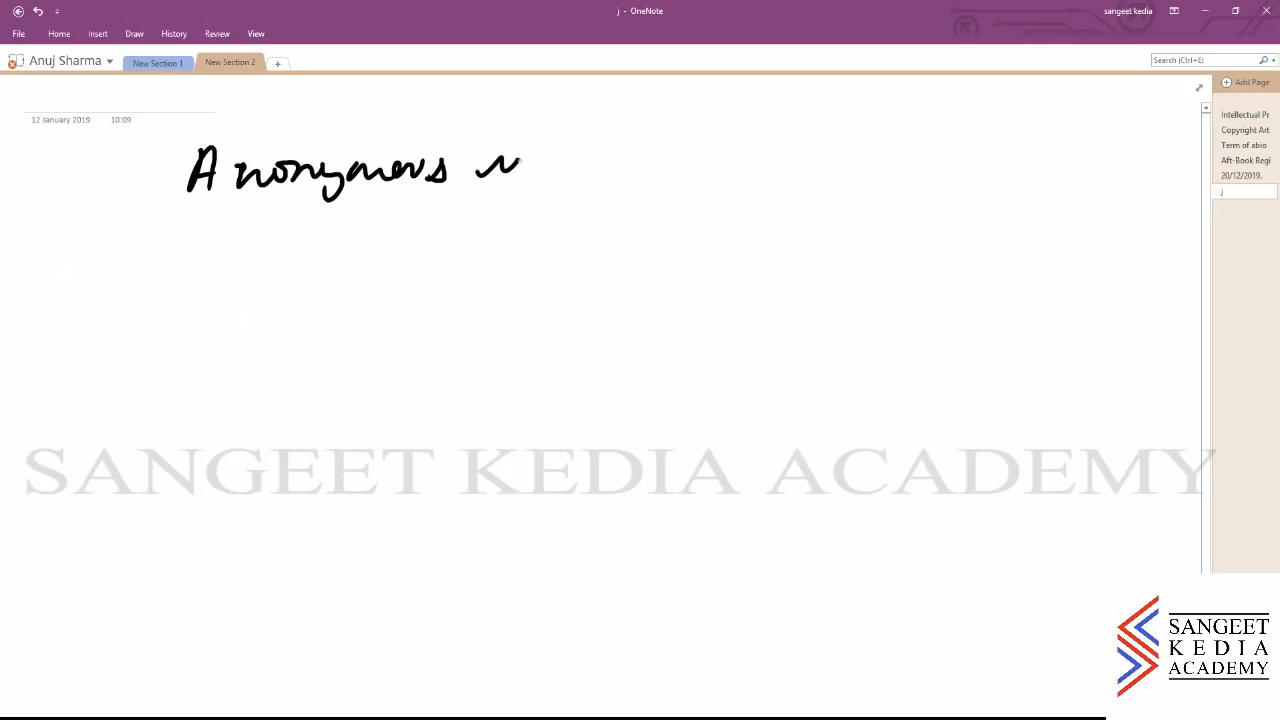 j - OneNote
sangeet kedia
File Home Insert Draw History Review View
Anuj Sharma New Section 1 New Section 2
Search (Ctrl+E)
Add Page
12 January 2019 10:09
Intellectual Pr
Copyright Art
Term of abio
Aft-Book Regi
20/12/2019.
j
Anonymous
SANGEET KEDIA ACADEMY
SANGEET
KEDIA
ACADEMY